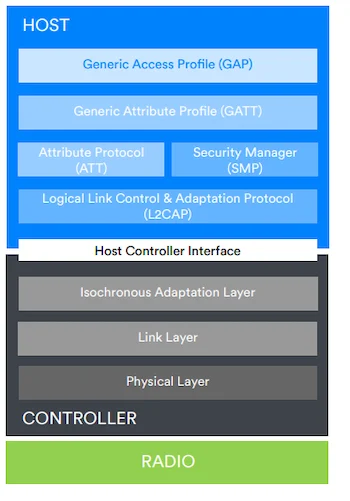 HOST
Generic Access Profile (GAP)
Generic Attribute Profile (GATT)
Attribute Protocol
(ATT)
Security Manager
(SMP)
Logical Link Control & Adaptation Protocol
(L2CAP)
Host Controller Interface
Isochronous Adaptation Layer
Link Layer
Physical Layer
CONTROLLER
RADIO